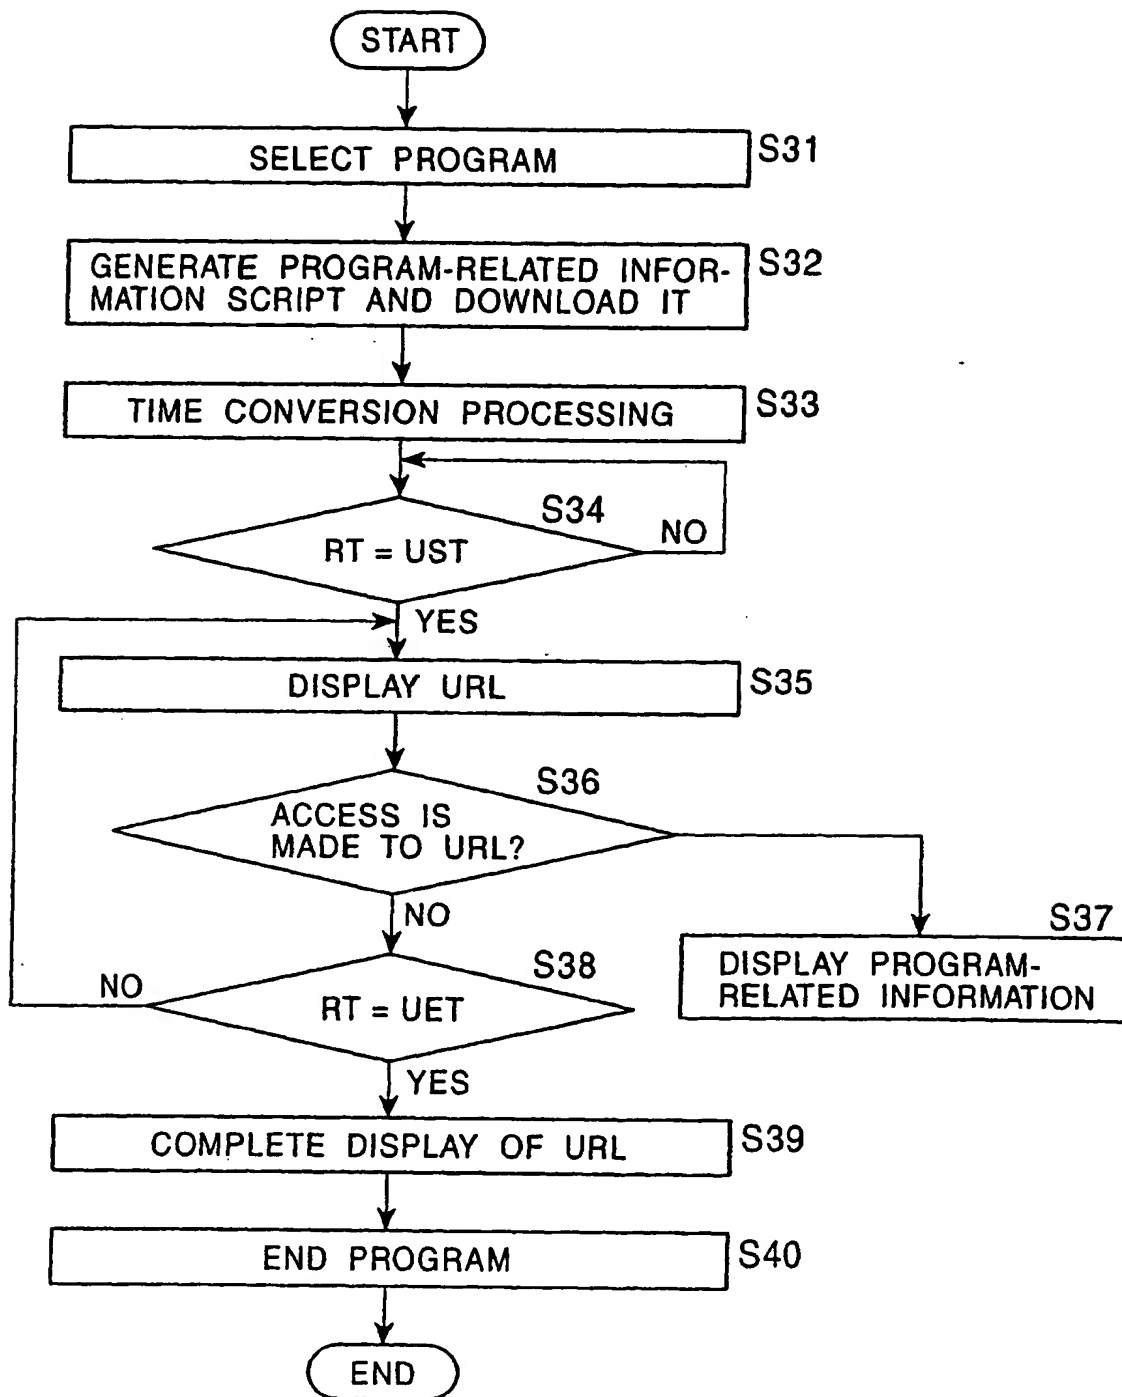 START
SELECT PROGRAM
S31
GENERATE PROGRAM-RELATED INFOR-
MATION SCRIPT AND DOWNLOAD IT
S32
TIME CONVERSION PROCESSING
S33
S34
RT = UST
NO
YES
DISPLAY URL
S35
S36
ACCESS IS
MADE TO URL?
NO
S37
DISPLAY PROGRAM-
RELATED INFORMATION
S38
NO
RT = UET
YES
COMPLETE DISPLAY OF URL
S39
END PROGRAM
S40
END